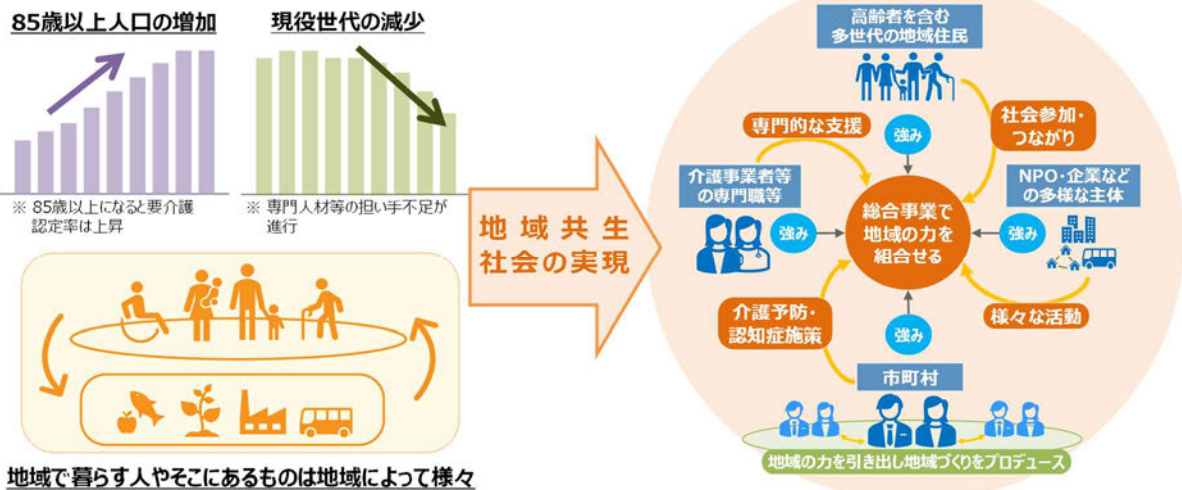 85歳以上人口の増加
現役世代の減少
※ 85歳以上になると要介護
認定率は上昇
※ 専門人材等の担い手不足が
進行
地域で暮らす人やそこにあるものは地域によって様々
地域共生
社会の実現
高齢者を含む
多世代の地域住民
専門的な支援
強み
社会参加・
つながり
介護事業者等
の専門職等
強み
総合事業で
地域の力を
組合せる
強み
NPO・企業など
の多様な主体
介護予防・
認知症施策
強み
様々な活動
市町村
地域の力を引き出し地域づくりをプロデュース